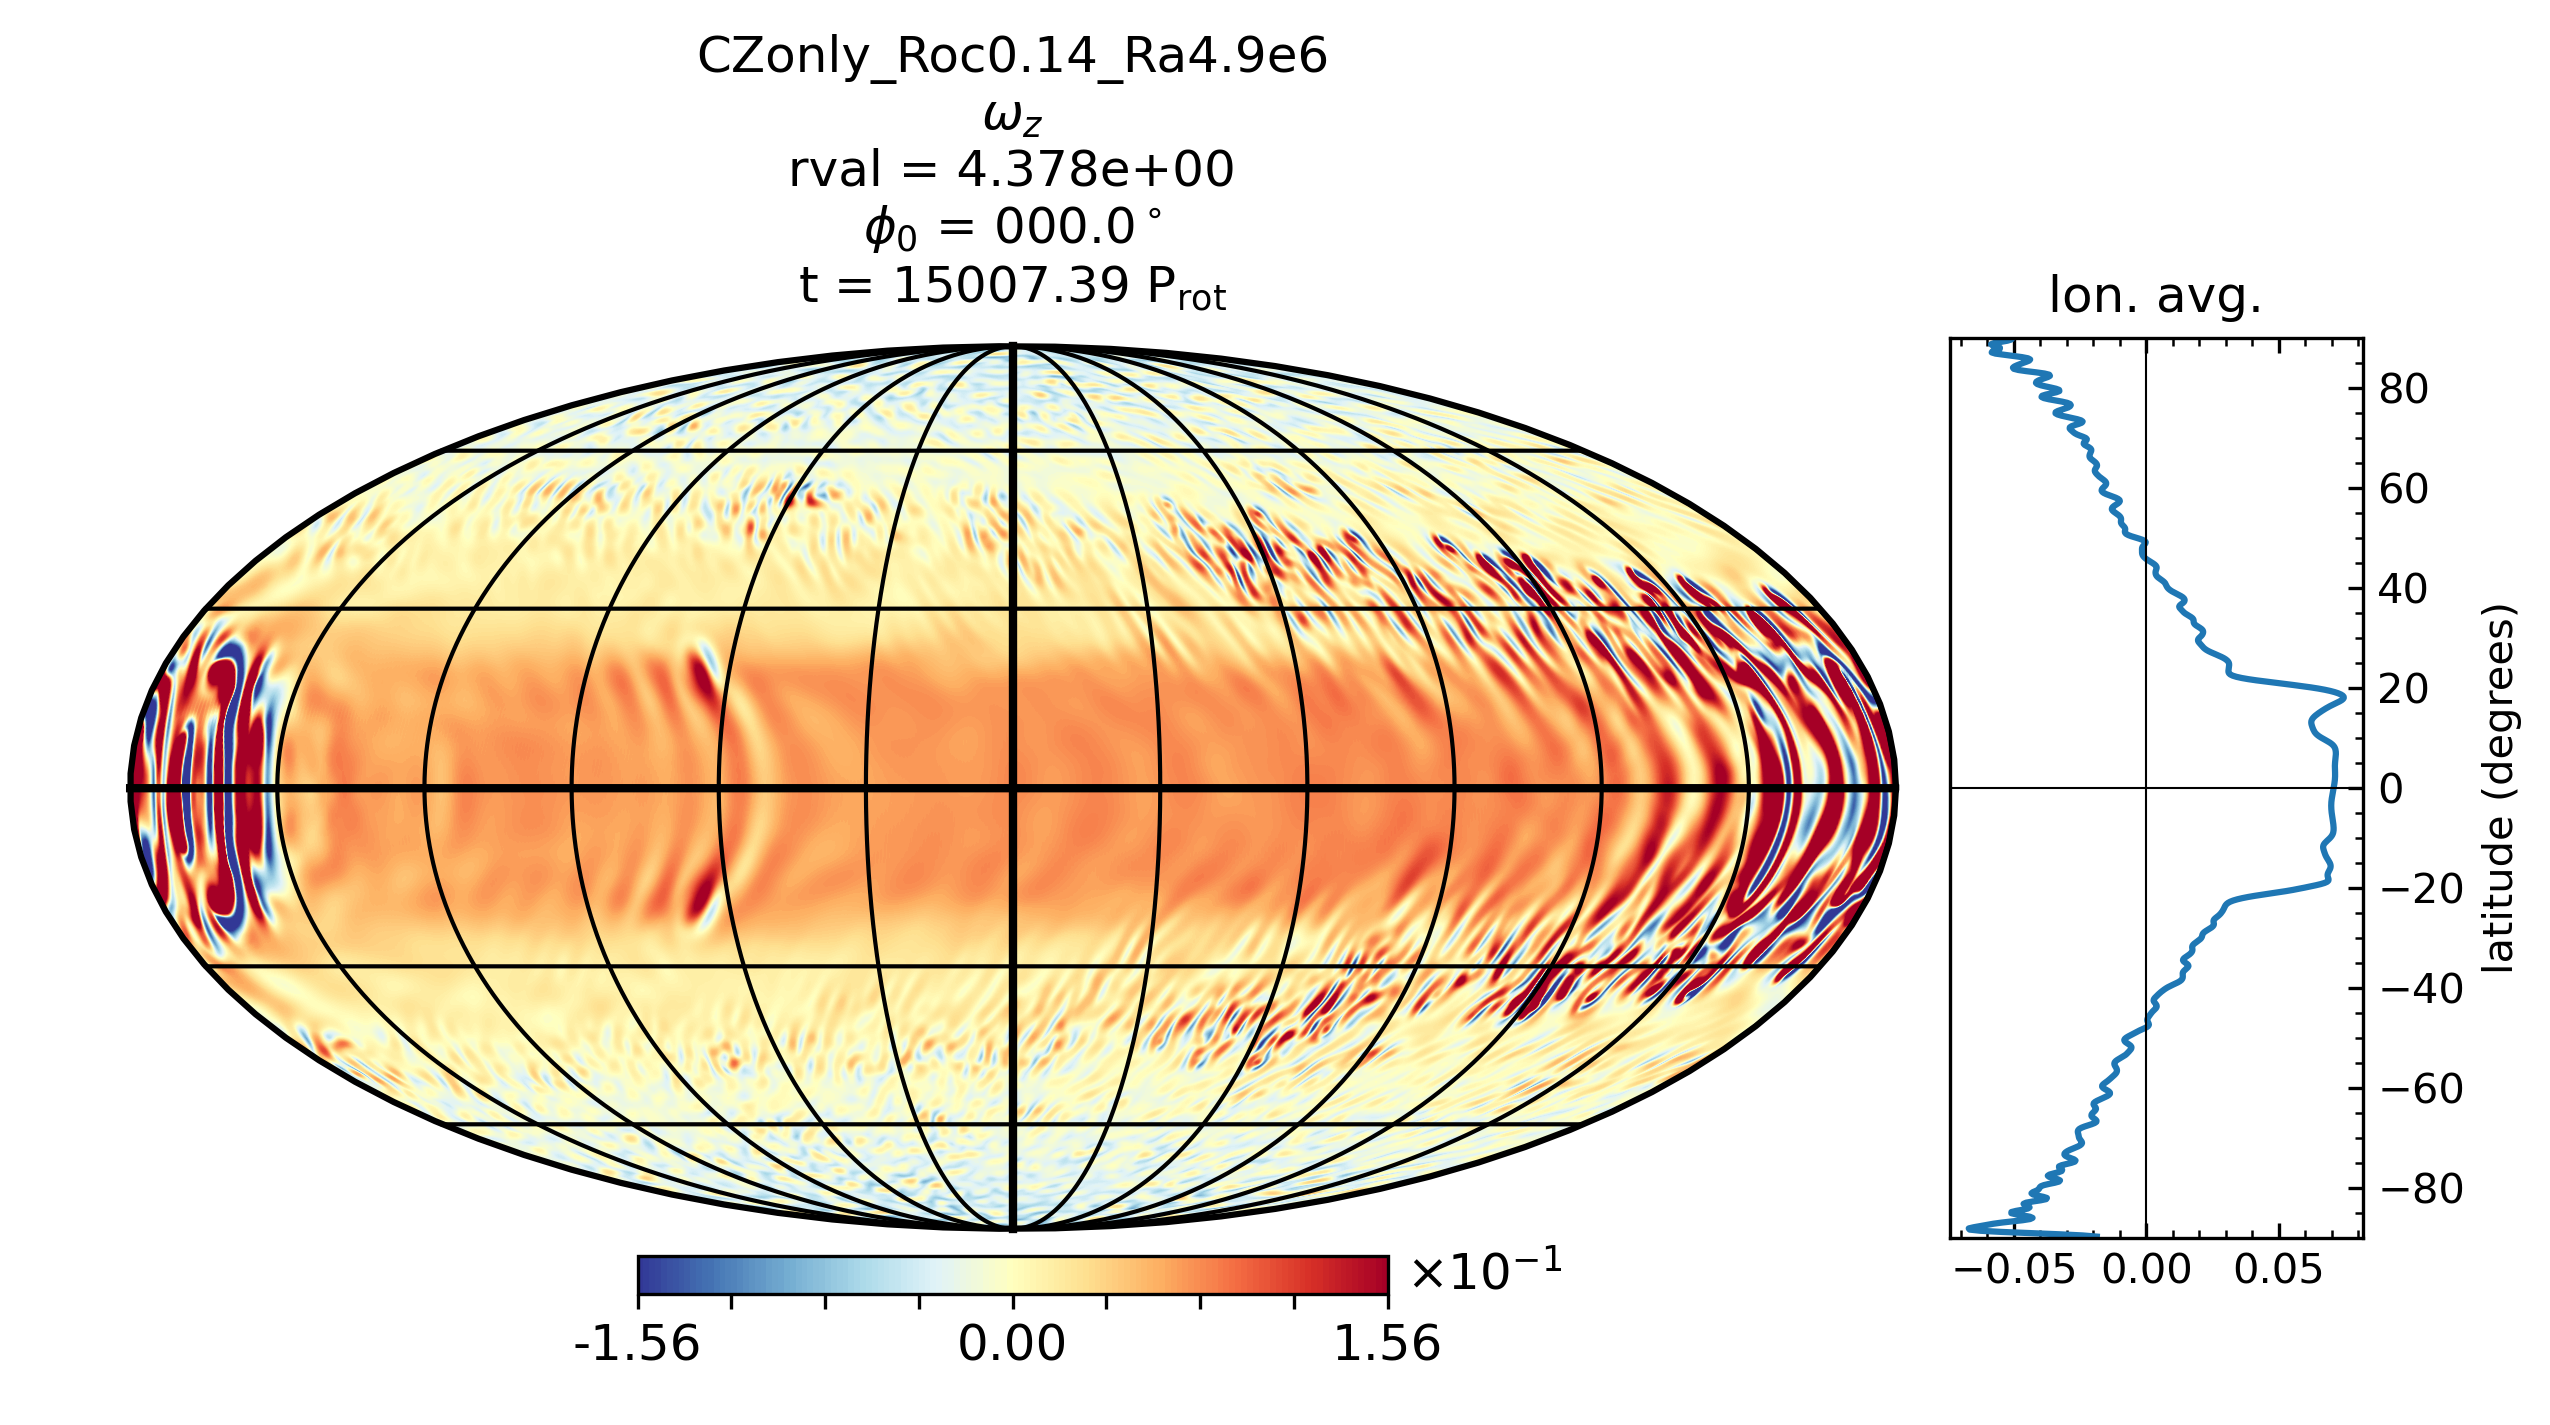 CZonly_Roc0.14_Ra4.9e6
ω_z
rval = 4.378e+00
ϕ_0 = 000.0°
t = 15007.39 P_rot
lon. avg.
80
60
40
20
0
−20
−40
−60
−80
latitude (degrees)
−0.05 0.00 0.05
×10^−1
-1.56 0.00 1.56